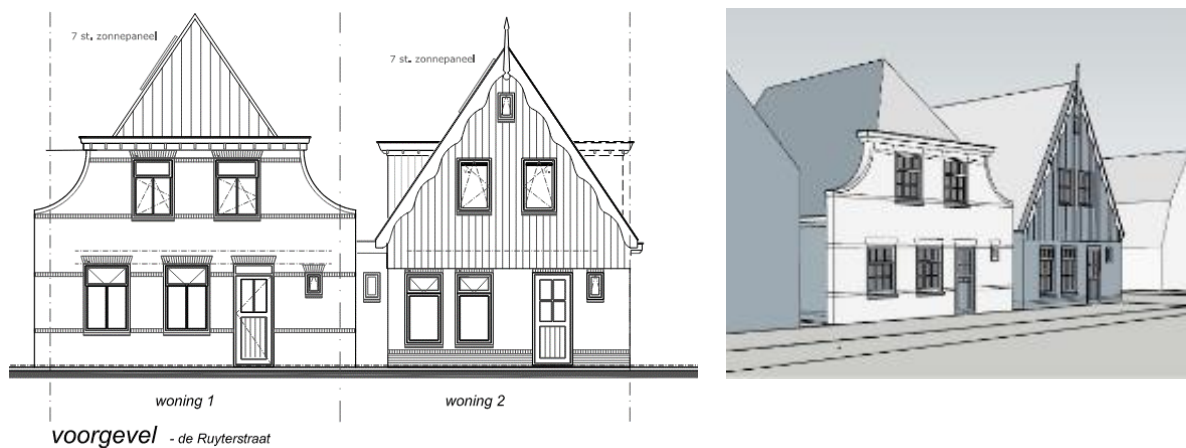 7 st. zonnepaneel
7 st. zonnepaneel
woning 1
woning 2
voorgevel - de Ruyterstraat